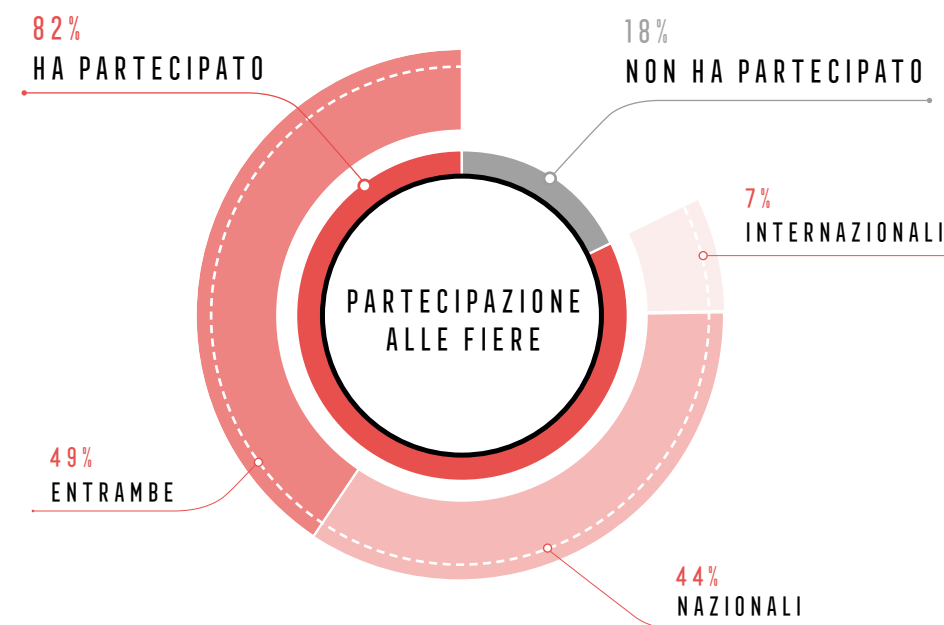 82%
HA PARTECIPATO
18%
NON HA PARTECIPATO
7%
INTERNAZIONALI
PARTECIPAZIONE
ALLE FIERE
49%
ENTRAMBE
44%
NAZIONALI